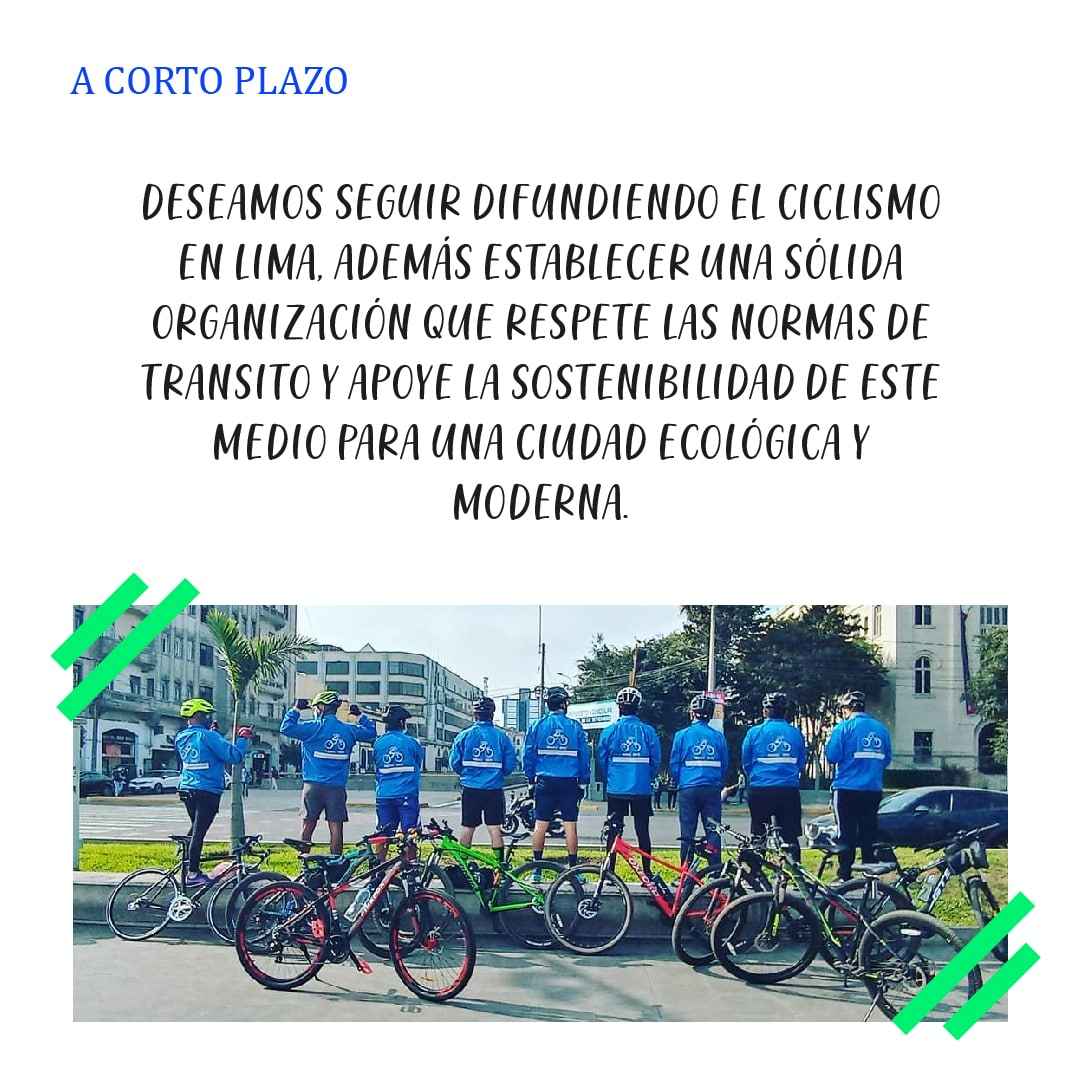 A CORTO PLAZO
DESEAMOS SEGUIR DIFUNDIENDO EL CICLISMO
EN LIMA, ADEMÁS ESTABLECER UNA SÓLIDA
ORGANIZACIÓN QUE RESPETE LAS NORMAS DE
TRANSITO Y APOYE LA SOSTENIBILIDAD DE ESTE
MEDIO PARA UNA CIUDAD ECOLÓGICA Y
MODERNA.